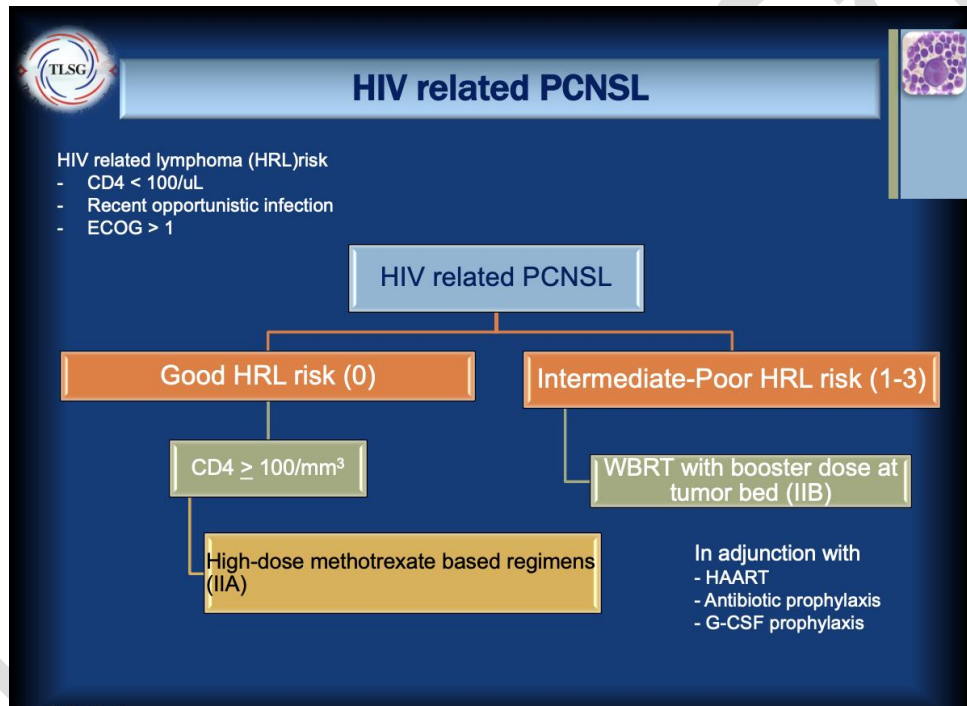 TLSG
HIV related PCNSL
HIV related lymphoma (HRL)risk
- CD4 < 100/uL
- Recent opportunistic infection
- ECOG > 1
HIV related PCNSL
Good HRL risk (0)
Intermediate-Poor HRL risk (1-3)
CD4 ≥ 100/mm³
WBRT with booster dose at
tumor bed (IIB)
High-dose methotrexate based regimens
(IIA)
In adjunction with
- HAART
- Antibiotic prophylaxis
- G-CSF prophylaxis